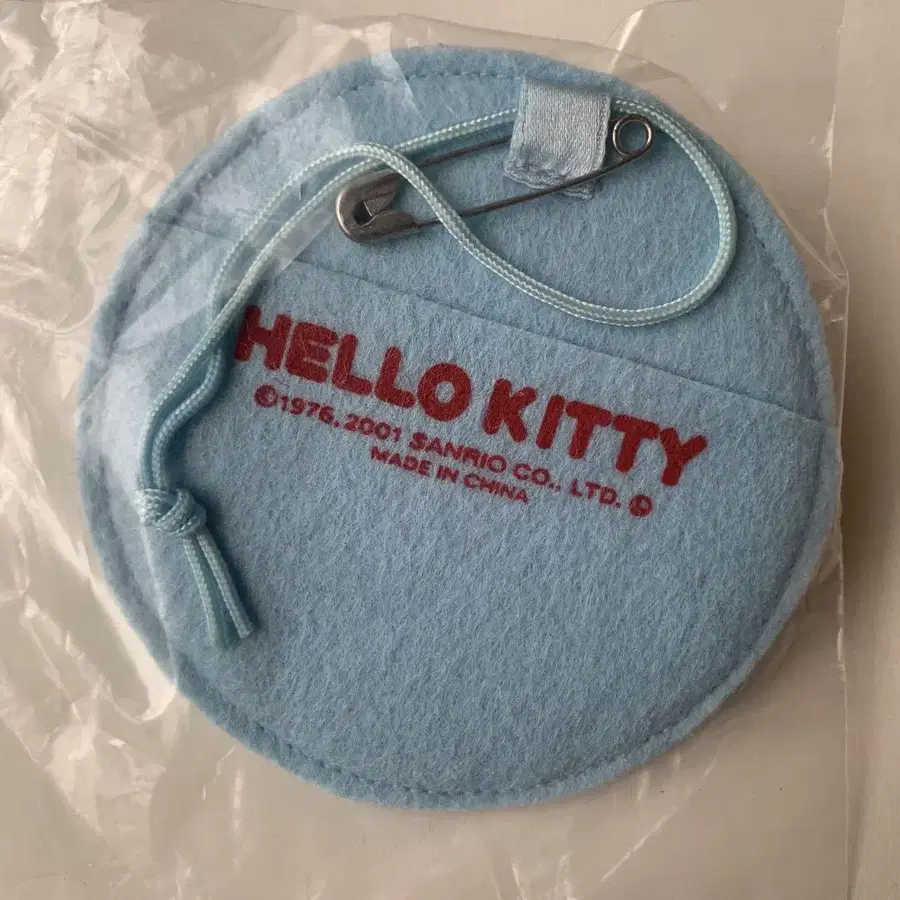 HELLO KITTY
©1976, 2001 SANRIO CO., LTD. ©
MADE IN CHINA